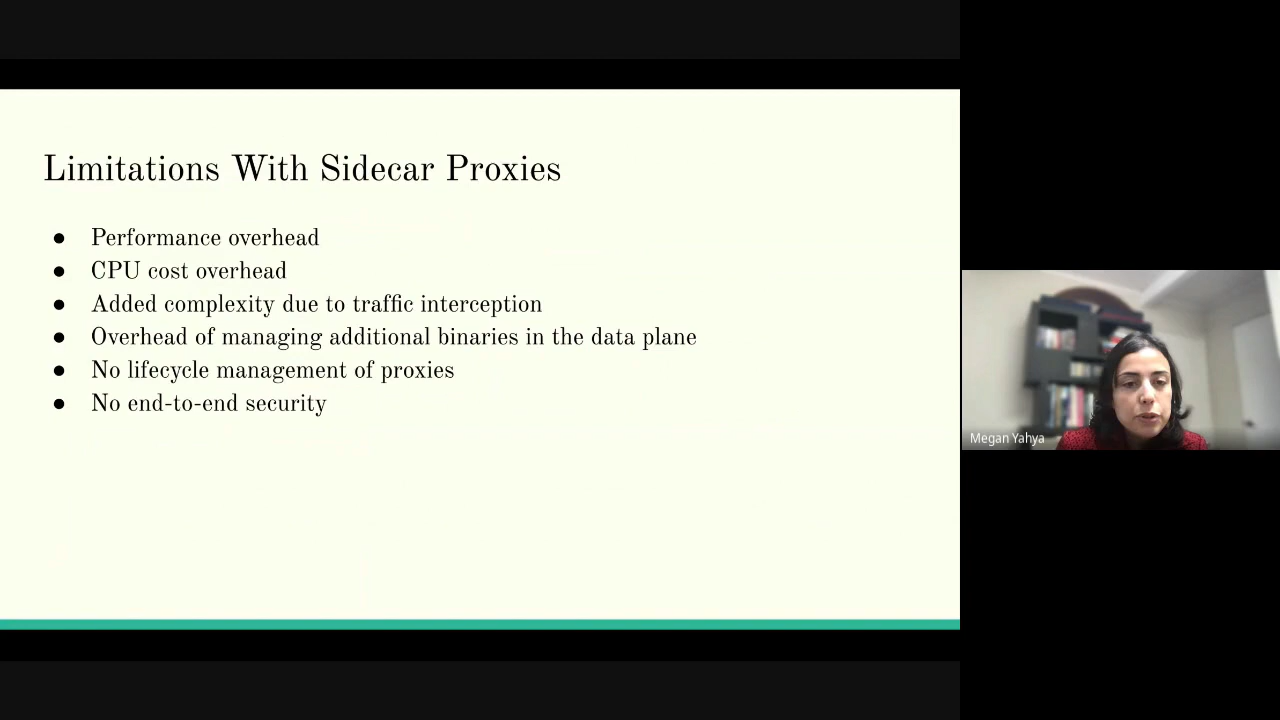 Limitations With Sidecar Proxies
● Performance overhead
● CPU cost overhead
● Added complexity due to traffic interception
● Overhead of managing additional binaries in the data plane
● No lifecycle management of proxies
● No end-to-end security
Megan Yahya